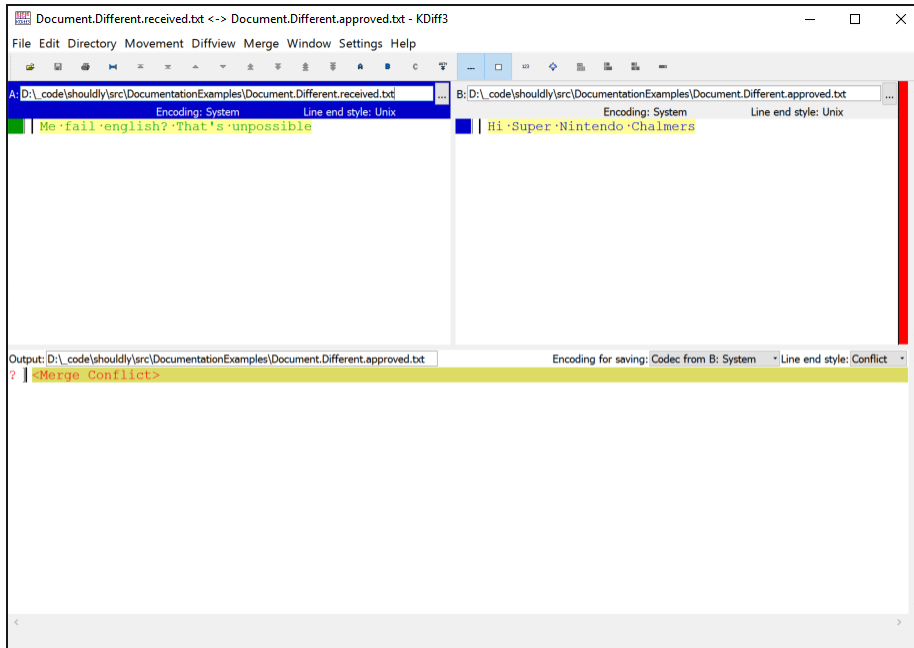 Document.Different.received.txt <-> Document.Different.approved.txt - KDiff3
File Edit Directory Movement Diffview Merge Window Settings Help
A: D:\_code\shouldly\src\DocumentationExamples\Document.Different.received.txt ...
Encoding: System Line end style: Unix
Me·fail·english?·That's·unpossible
B: D:\_code\shouldly\src\DocumentationExamples\Document.Different.approved.txt ...
Encoding: System Line end style: Unix
Hi·Super·Nintendo·Chalmers
Output: D:\_code\shouldly\src\DocumentationExamples\Document.Different.approved.txt Encoding for saving: Codec from B: System Line end style: Conflict
? <Merge Conflict>